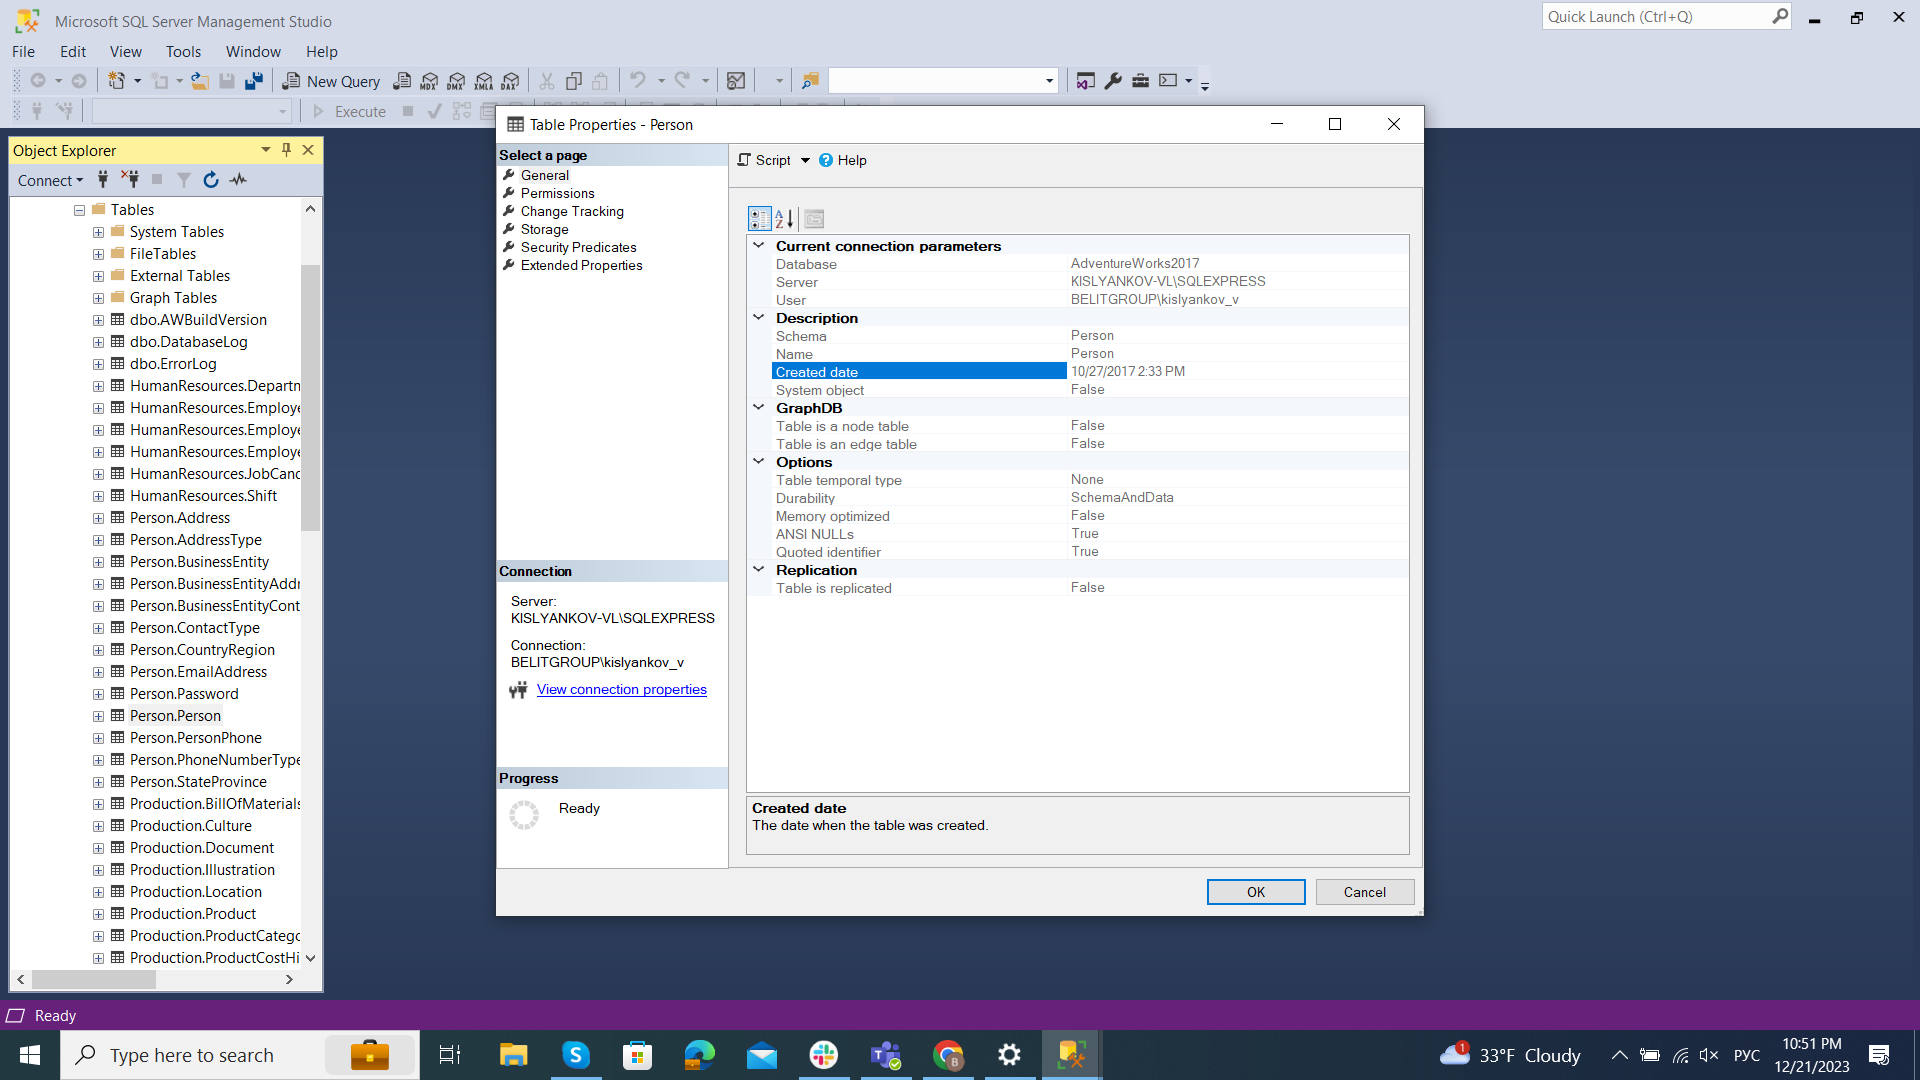 Microsoft SQL Server Management Studio
Quick Launch (Ctrl+Q)
File Edit View Tools Window Help
New Query MDX DMX XMLA DAX
Execute
Object Explorer
Connect
Tables
System Tables
FileTables
External Tables
Graph Tables
dbo.AWBuildVersion
dbo.DatabaseLog
dbo.ErrorLog
HumanResources.Departn
HumanResources.Employe
HumanResources.Employe
HumanResources.Employe
HumanResources.JobCanc
HumanResources.Shift
Person.Address
Person.AddressType
Person.BusinessEntity
Person.BusinessEntityAddr
Person.BusinessEntityCont
Person.ContactType
Person.CountryRegion
Person.EmailAddress
Person.Password
Person.Person
Person.PersonPhone
Person.PhoneNumberType
Person.StateProvince
Production.BillOfMaterials
Production.Culture
Production.Document
Production.Illustration
Production.Location
Production.Product
Production.ProductCatego
Production.ProductCostHi
Table Properties - Person
Select a page
General
Permissions
Change Tracking
Storage
Security Predicates
Extended Properties
Connection
Server:
KISLYANKOV-VL\SQLEXPRESS
Connection:
BELITGROUP\kislyankov_v
View connection properties
Progress
Ready
Script Help
Current connection parameters
Database AdventureWorks2017
Server KISLYANKOV-VL\SQLEXPRESS
User BELITGROUP\kislyankov_v
Description
Schema Person
Name Person
Created date 10/27/2017 2:33 PM
System object False
GraphDB
Table is a node table False
Table is an edge table False
Options
Table temporal type None
Durability SchemaAndData
Memory optimized False
ANSI NULLs True
Quoted identifier True
Replication
Table is replicated False
Created date
The date when the table was created.
OK Cancel
Ready
Type here to search
1
33°F Cloudy
РУС
10:51 PM
12/21/2023